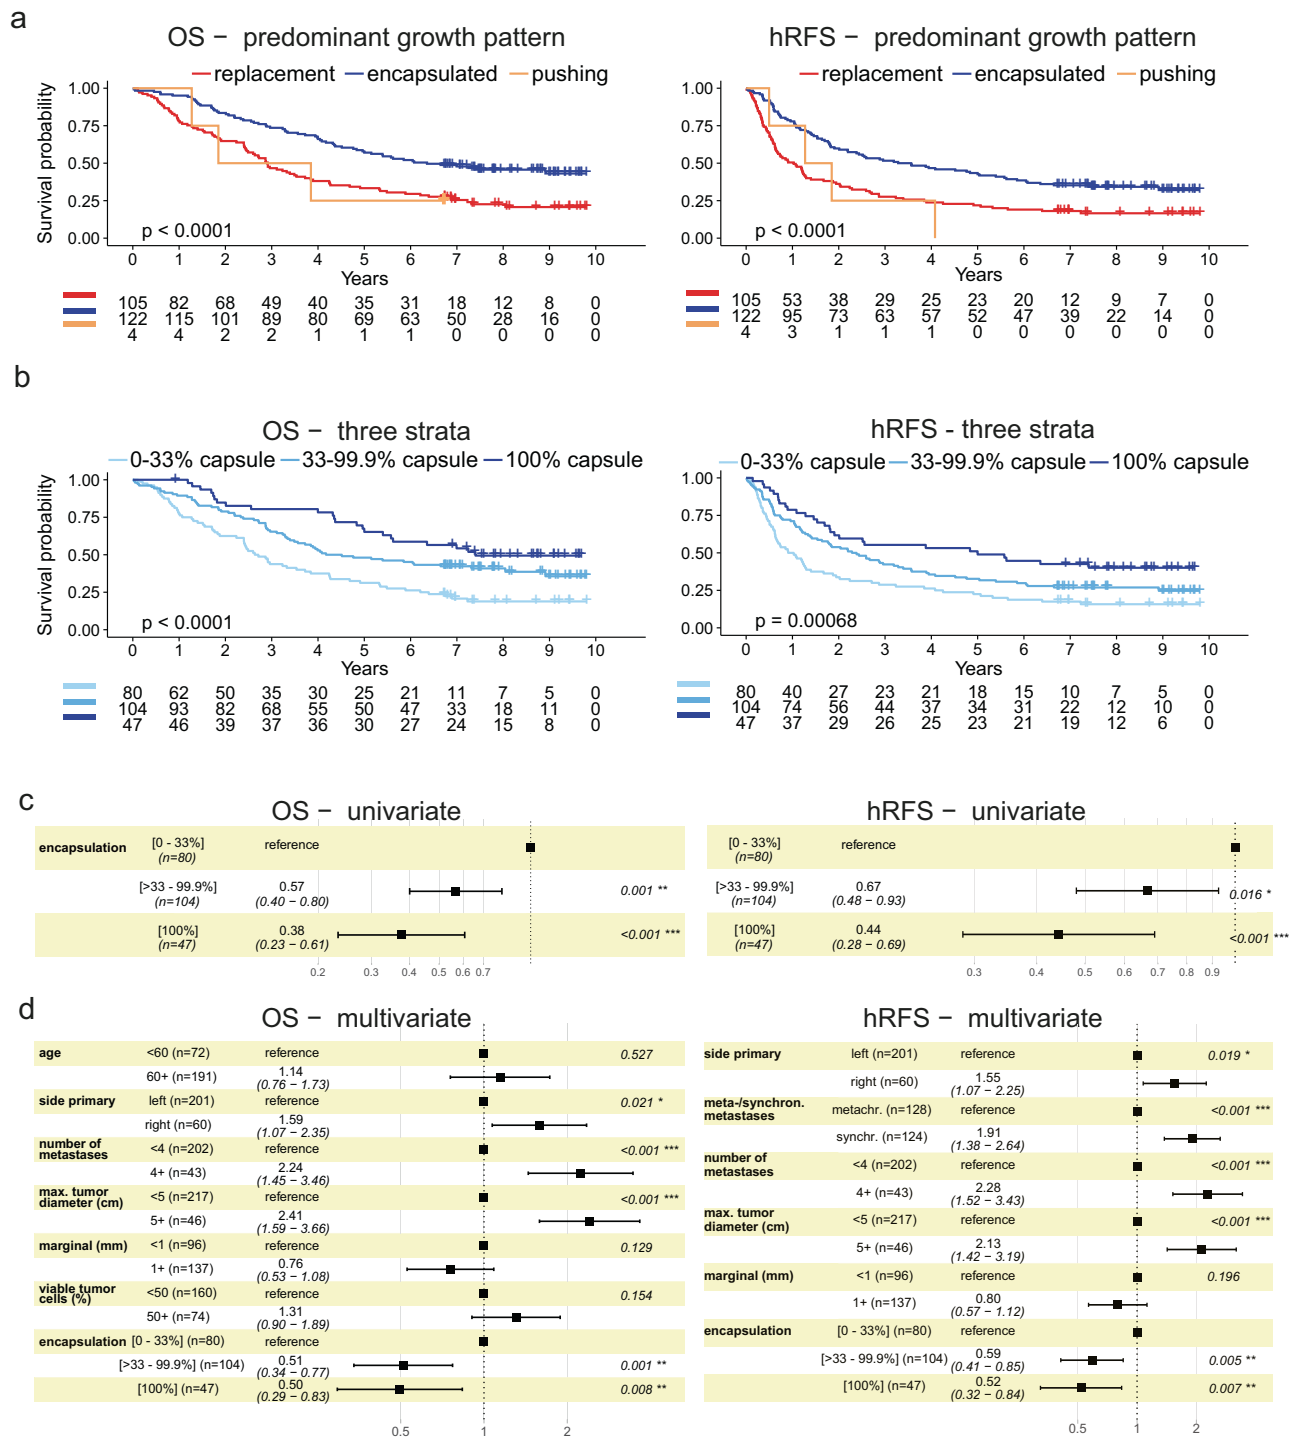 a
OS − predominant growth pattern
replacement encapsulated pushing
Survival probability
1.00
0.75
0.50
0.25
0.00
p < 0.0001
0 1 2 3 4 5 6 7 8 9 10
Years
105 82 68 49 40 35 31 18 12 8 0
122 115 101 89 80 69 63 50 28 16 0
4 4 2 2 1 1 1 0 0 0 0
hRFS − predominant growth pattern
replacement encapsulated pushing
1.00
0.75
0.50
0.25
0.00
p < 0.0001
0 1 2 3 4 5 6 7 8 9 10
Years
105 53 38 29 25 23 20 12 9 7 0
122 95 73 63 57 52 47 39 22 14 0
4 3 1 1 1 0 0 0 0 0 0
b
OS − three strata
0-33% capsule 33-99.9% capsule 100% capsule
Survival probability
1.00
0.75
0.50
0.25
0.00
p < 0.0001
0 1 2 3 4 5 6 7 8 9 10
Years
80 62 50 35 30 25 21 11 7 5 0
104 93 82 68 55 50 47 33 18 11 0
47 46 39 37 36 30 27 24 15 8 0
hRFS - three strata
0-33% capsule 33-99.9% capsule 100% capsule
1.00
0.75
0.50
0.25
0.00
p = 0.00068
0 1 2 3 4 5 6 7 8 9 10
Years
80 40 27 23 21 18 15 10 7 5 0
104 74 56 44 37 34 31 22 12 10 0
47 37 29 26 25 23 21 19 12 6 0
c
OS − univariate
encapsulation [0 - 33%] reference
(n=80)
[>33 - 99.9%] 0.57 0.001 **
(n=104) (0.40 − 0.80)
[100%] 0.38 <0.001 ***
(n=47) (0.23 − 0.61)
0.2 0.3 0.4 0.5 0.6 0.7
hRFS − univariate
[0 - 33%] reference
(n=80)
[>33 - 99.9%] 0.67 0.016 *
(n=104) (0.48 − 0.93)
[100%] 0.44 <0.001 ***
(n=47) (0.28 − 0.69)
0.3 0.4 0.5 0.6 0.7 0.8 0.9
d
OS − multivariate
age <60 (n=72) reference 0.527
60+ (n=191) 1.14
(0.76 − 1.73)
side primary left (n=201) reference 0.021 *
right (n=60) 1.59
(1.07 − 2.35)
number of
metastases <4 (n=202) reference <0.001 ***
4+ (n=43) 2.24
(1.45 − 3.46)
max. tumor
diameter (cm) <5 (n=217) reference <0.001 ***
5+ (n=46) 2.41
(1.59 − 3.66)
marginal (mm) <1 (n=96) reference 0.129
1+ (n=137) 0.76
(0.53 − 1.08)
viable tumor
cells (%) <50 (n=160) reference 0.154
50+ (n=74) 1.31
(0.90 − 1.89)
encapsulation [0 - 33%] (n=80) reference
[>33 - 99.9%] (n=104) 0.51 0.001 **
(0.34 − 0.77)
[100%] (n=47) 0.50 0.008 **
(0.29 − 0.83)
0.5 1 2
hRFS − multivariate
side primary left (n=201) reference 0.019 *
right (n=60) 1.55
(1.07 − 2.25)
meta-/synchron.
metastases metachr. (n=128) reference <0.001 ***
synchr. (n=124) 1.91
(1.38 − 2.64)
number of
metastases <4 (n=202) reference <0.001 ***
4+ (n=43) 2.28
(1.52 − 3.43)
max. tumor
diameter (cm) <5 (n=217) reference <0.001 ***
5+ (n=46) 2.13
(1.42 − 3.19)
marginal (mm) <1 (n=96) reference 0.196
1+ (n=137) 0.80
(0.57 − 1.12)
encapsulation [0 - 33%] (n=80) reference
[>33 - 99.9%] (n=104) 0.59 0.005 **
(0.41 − 0.85)
[100%] (n=47) 0.52 0.007 **
(0.32 − 0.84)
0.5 1 2